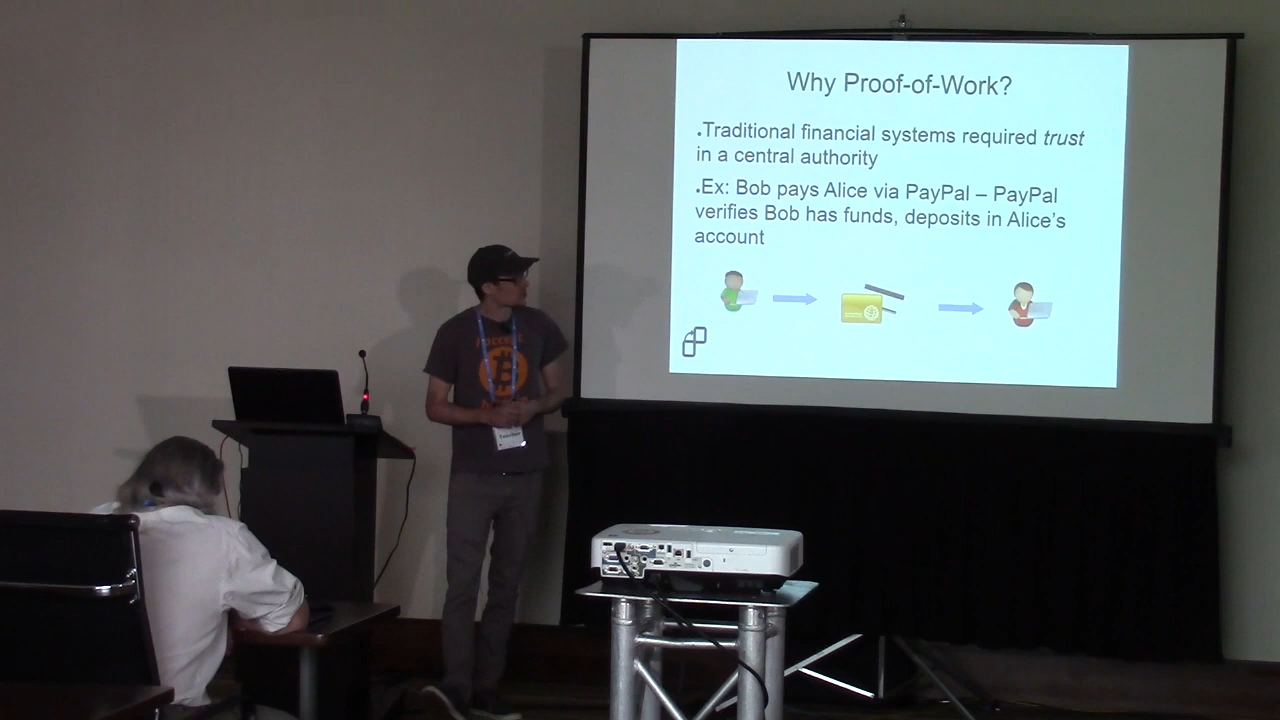 Why Proof-of-Work?
.Traditional financial systems required trust
in a central authority
.Ex: Bob pays Alice via PayPal – PayPal
verifies Bob has funds, deposits in Alice's
account